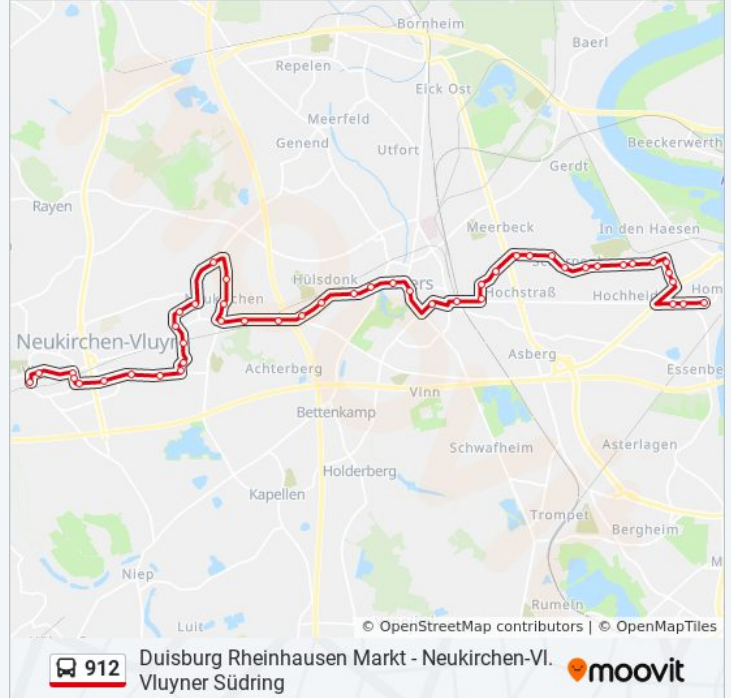 Bornheim
Baerl
Repelen
Eick Ost
Meerfeld
Genend
Utfort
Beeckerwerth
Gerdt
Rayen
Meerbeck
In den Haesen
Hülsdonk
Hochstraß
Hochheide
Hom
Neukirchen-Vluyn
Asberg
Achterberg
Essenbe
Vinn
Bettenkamp
Schwafheim
Asterlagen
Holderberg
Kapellen
Trompet
Bergheim
Niep
M
Rumeln
Luit
© OpenStreetMap contributors | © OpenMapTiles
912
Duisburg Rheinhausen Markt - Neukirchen-Vl.
Vluyner Südring
moovit